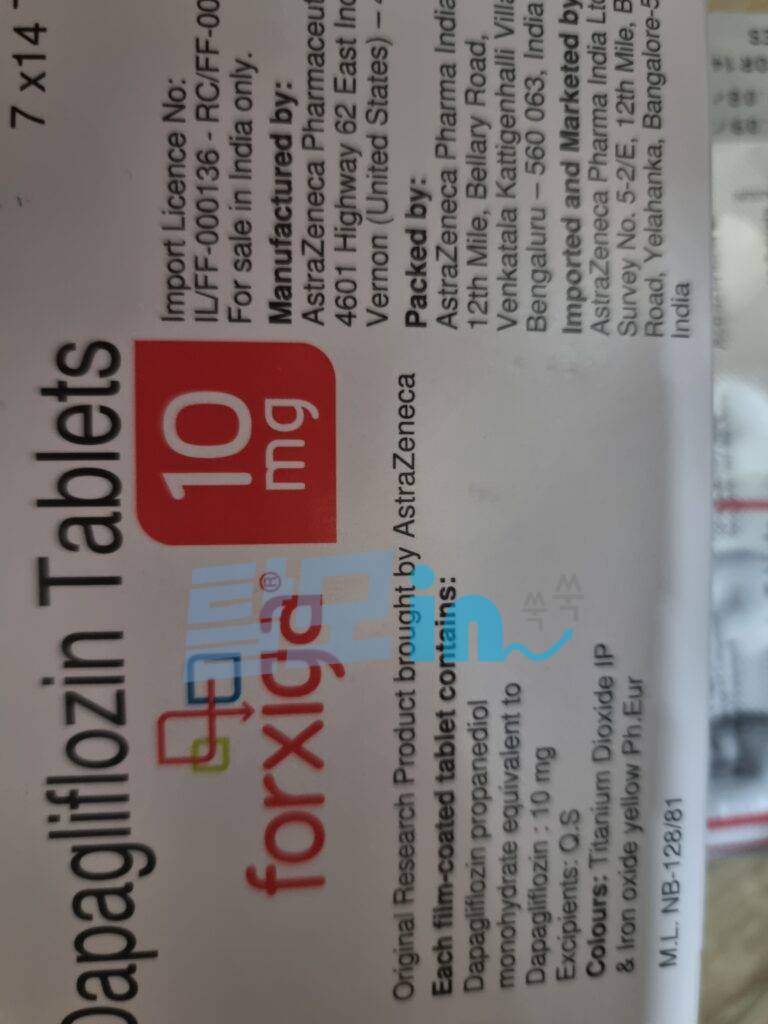 Dapagliflozin Tablets
7 x14
forxiga®
10
mg
Original Research Product brought by AstraZeneca
Each film-coated tablet contains:
Dapagliflozin propanediol
monohydrate equivalent to
Dapagliflozin : 10 mg
Excipients: Q.S
Colours: Titanium Dioxide IP
& Iron oxide yellow Ph.Eur
M.L. NB-128/81
Import Licence No:
IL/FF-000136 - RC/FF-00
For sale in India only.
Manufactured by:
AstraZeneca Pharmaceut
4601 Highway 62 East Ind
Vernon (United States) –
Packed by:
AstraZeneca Pharma India
12th Mile, Bellary Road,
Venkatala Kattigenhalli Villa
Bengaluru – 560 063, India
Imported and Marketed by
AstraZeneca Pharma India Ltd
Survey No. 5-2/E, 12th Mile, B
Road, Yelahanka, Bangalore-5
India
in